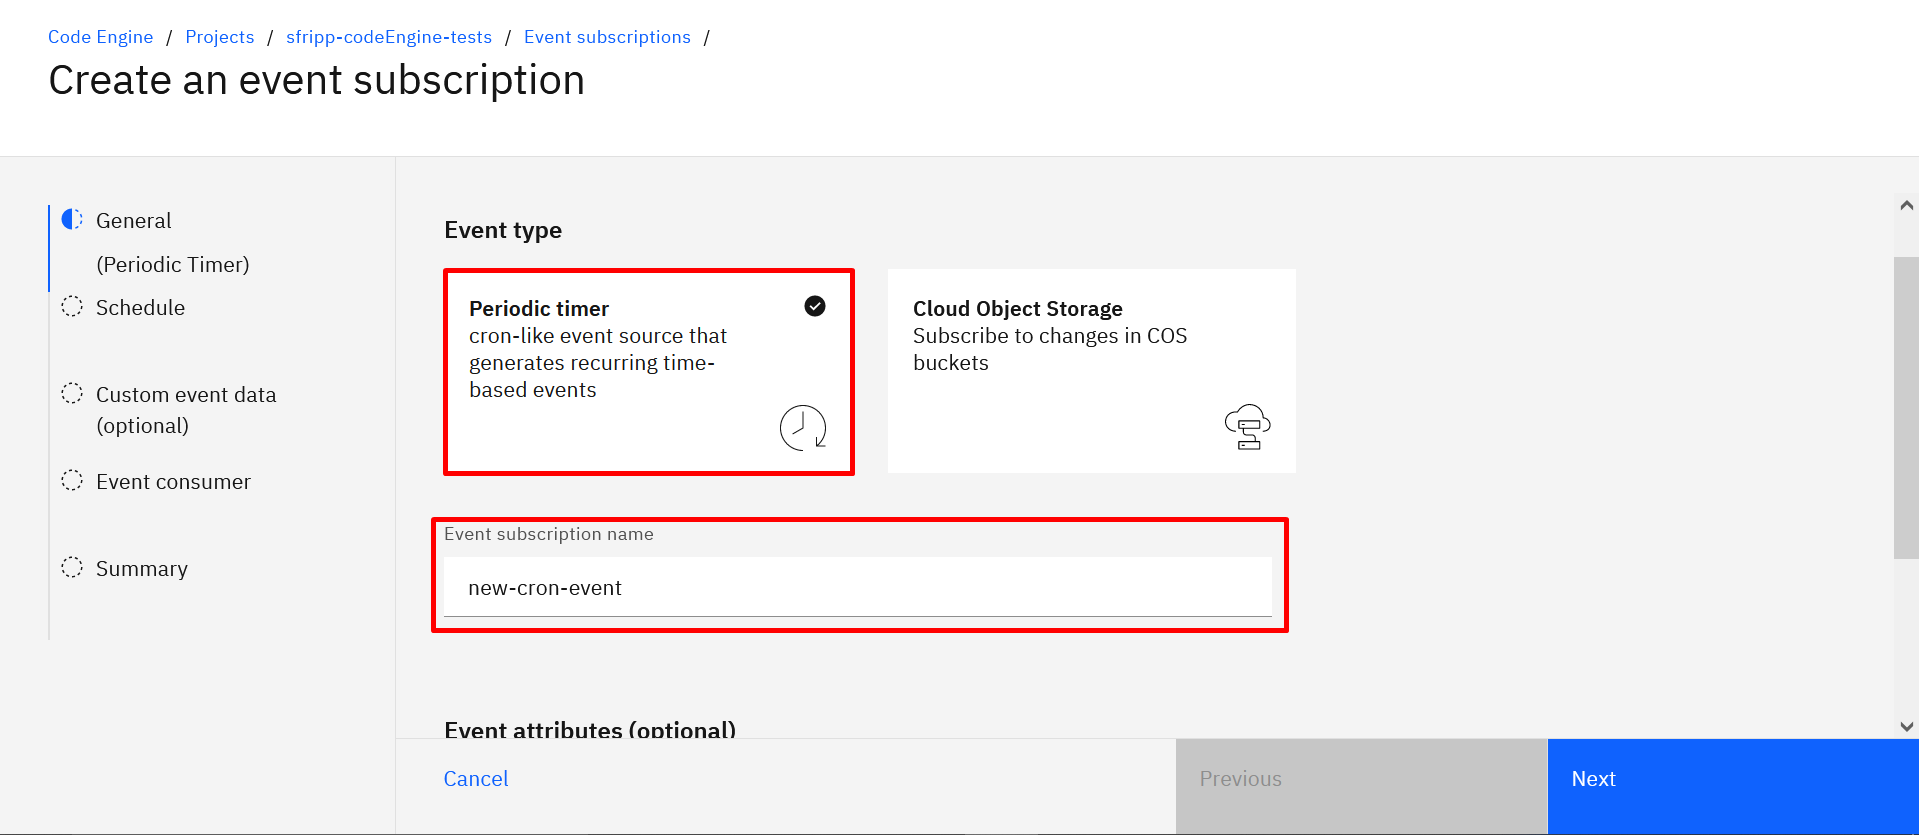 Code Engine / Projects / sfripp-codeEngine-tests / Event subscriptions /
Create an event subscription
General
(Periodic Timer)
Schedule
Custom event data
(optional)
Event consumer
Summary
Event type
Periodic timer
cron-like event source that
generates recurring time-
based events
Cloud Object Storage
Subscribe to changes in COS
buckets
Event subscription name
new-cron-event
Event attributes (optional)
Cancel
Previous
Next